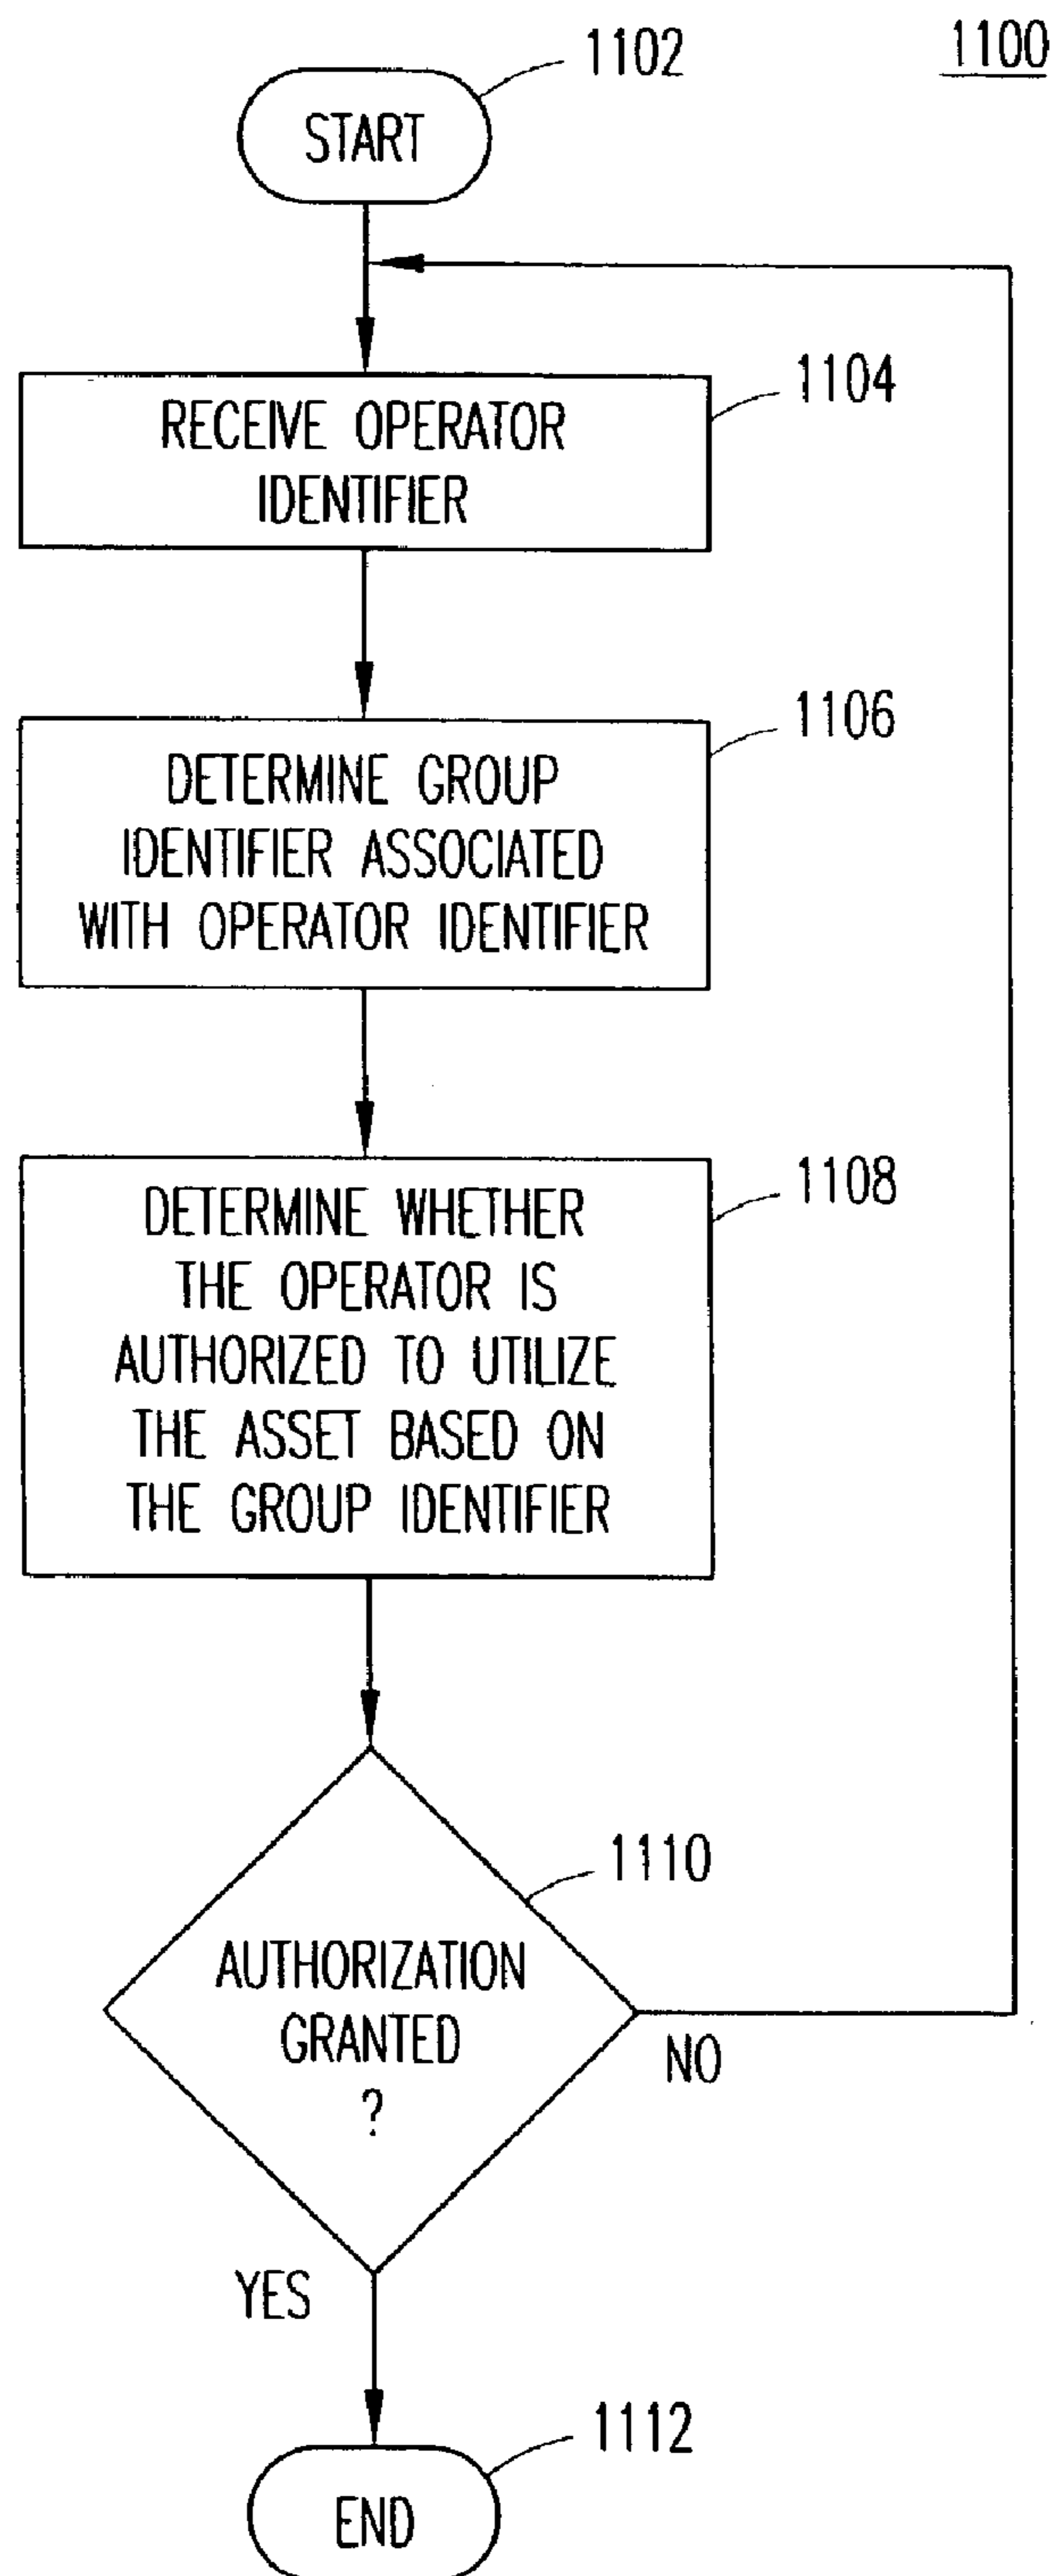 1100
1102
START
1104
RECEIVE OPERATOR
IDENTIFIER
1106
DETERMINE GROUP
IDENTIFIER ASSOCIATED
WITH OPERATOR IDENTIFIER
1108
DETERMINE WHETHER
THE OPERATOR IS
AUTHORIZED TO UTILIZE
THE ASSET BASED ON
THE GROUP IDENTIFIER
1110
AUTHORIZATION
GRANTED
?
NO
YES
1112
END